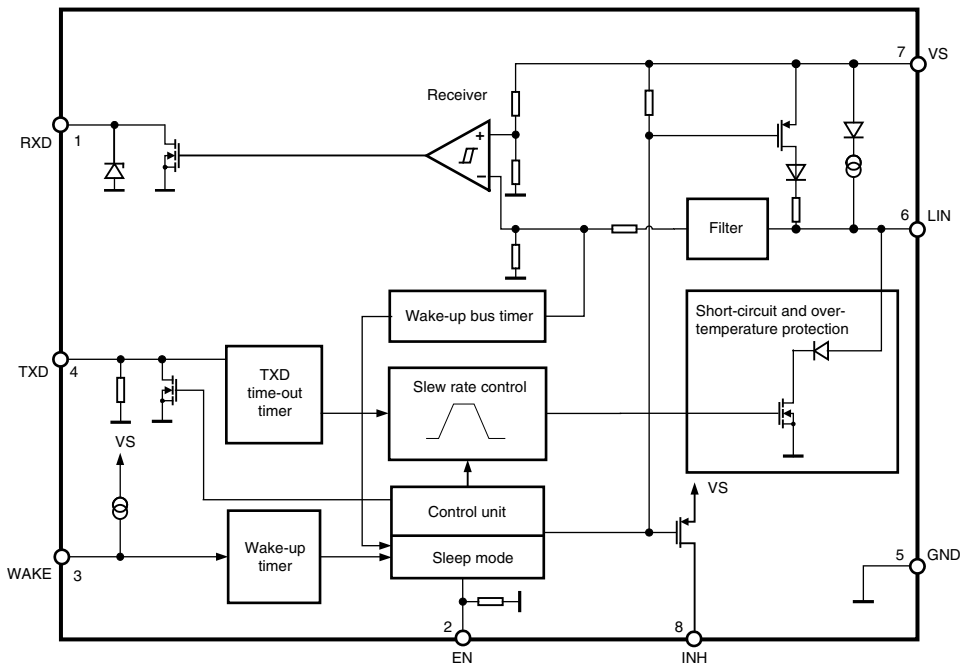 7
VS
Receiver
RXD
1
+
−
6
LIN
Filter
Wake-up bus timer
Short-circuit and over-
temperature protection
TXD
4
TXD
time-out
timer
Slew rate control
VS
VS
Control unit
Sleep mode
Wake-up
timer
WAKE
3
5
GND
2
EN
8
INH